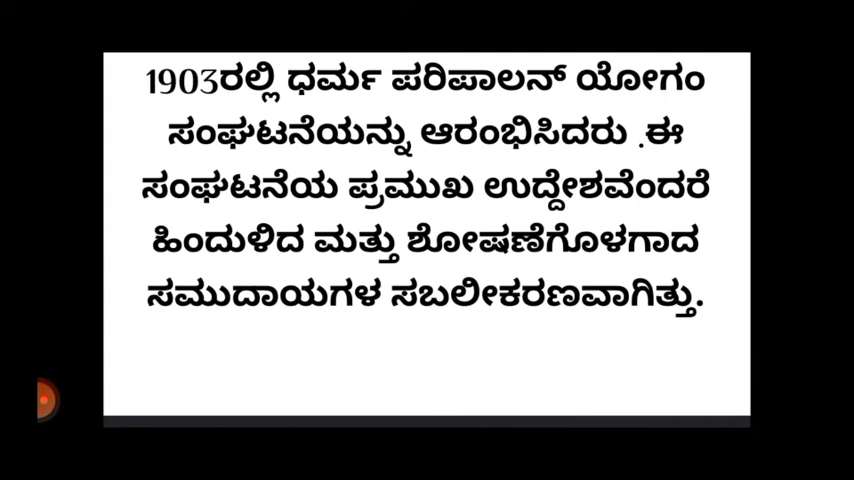 1903ರಲ್ಲಿ ಧರ್ಮ ಪರಿಪಾಲನ್ ಯೋಗಂ
ಸಂಘಟನೆಯನ್ನು ಆರಂಭಿಸಿದರು .ಈ
ಸಂಘಟನೆಯ ಪ್ರಮುಖ ಉದ್ದೇಶವೆಂದರೆ
ಹಿಂದುಳಿದ ಮತ್ತು ಶೋಷಣೆಗೊಳಗಾದ
ಸಮುದಾಯಗಳ ಸಬಲೀಕರಣವಾಗಿತ್ತು.